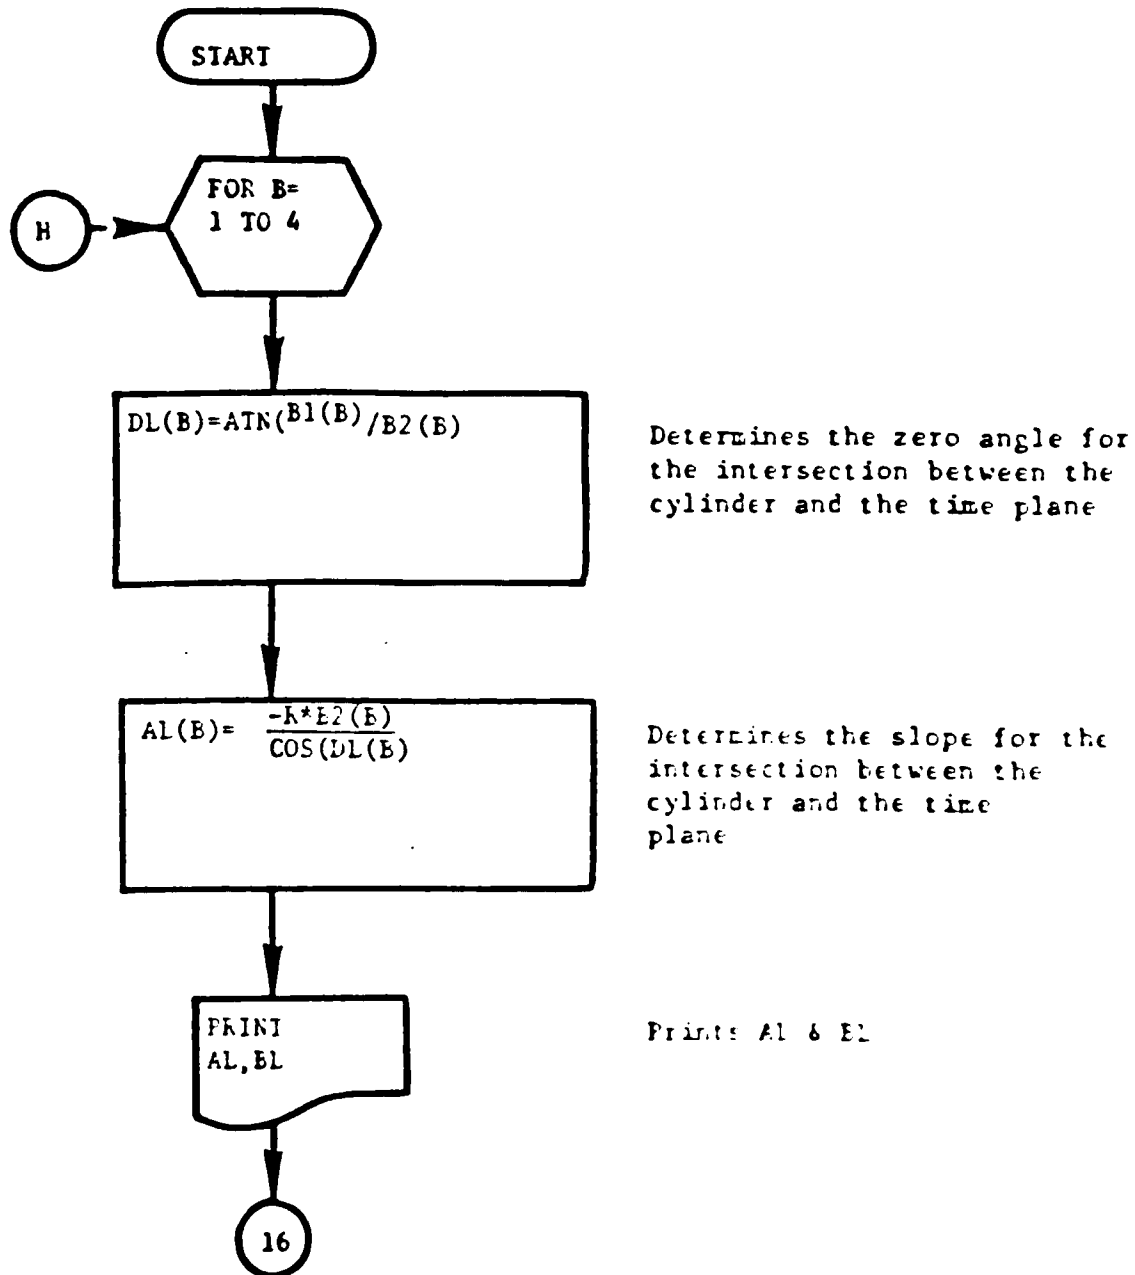 START
H
FOR B=
1 TO 4
DL(B)=ATN(B1(B)/B2(B)
Determines the zero angle for
the intersection between the
cylinder and the time plane
AL(B)=
-R*B2(B)
COS(DL(B)
Determines the slope for the
intersection between the
cylinder and the time
plane
PRINT
AL,BL
Prints Al &
16